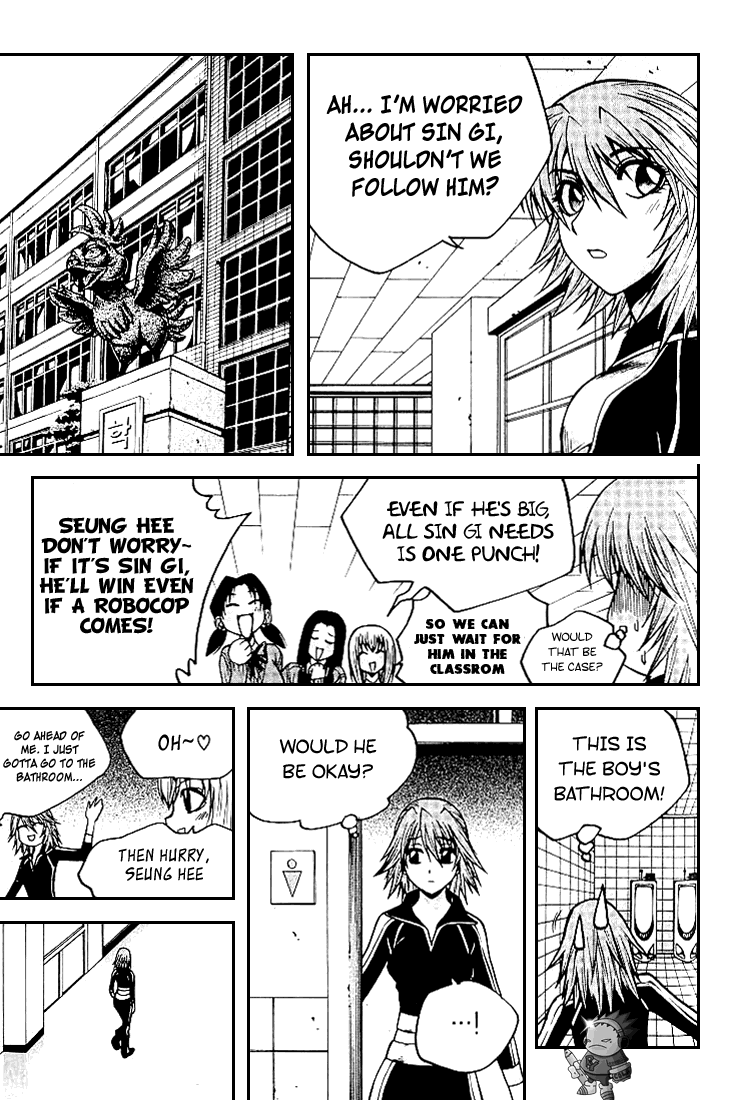 학
AH... I'M WORRIED
ABOUT SIN GI,
SHOULDN'T WE
FOLLOW HIM?
SEUNG HEE
DON'T WORRY~
IF IT'S SIN GI,
HE'LL WIN EVEN
IF A ROBOCOP
COMES!
EVEN IF HE'S BIG,
ALL SIN GI NEEDS
IS ONE PUNCH!
SO WE CAN
JUST WAIT FOR
HIM IN THE
CLASSROM
WOULD
THAT BE
THE CASE?
GO AHEAD OF
ME. I JUST
GOTTA GO TO THE
BATHROOM...
OH~♡
THEN HURRY,
SEUNG HEE
WOULD HE
BE OKAY?
...!
THIS IS
THE BOY'S
BATHROOM!